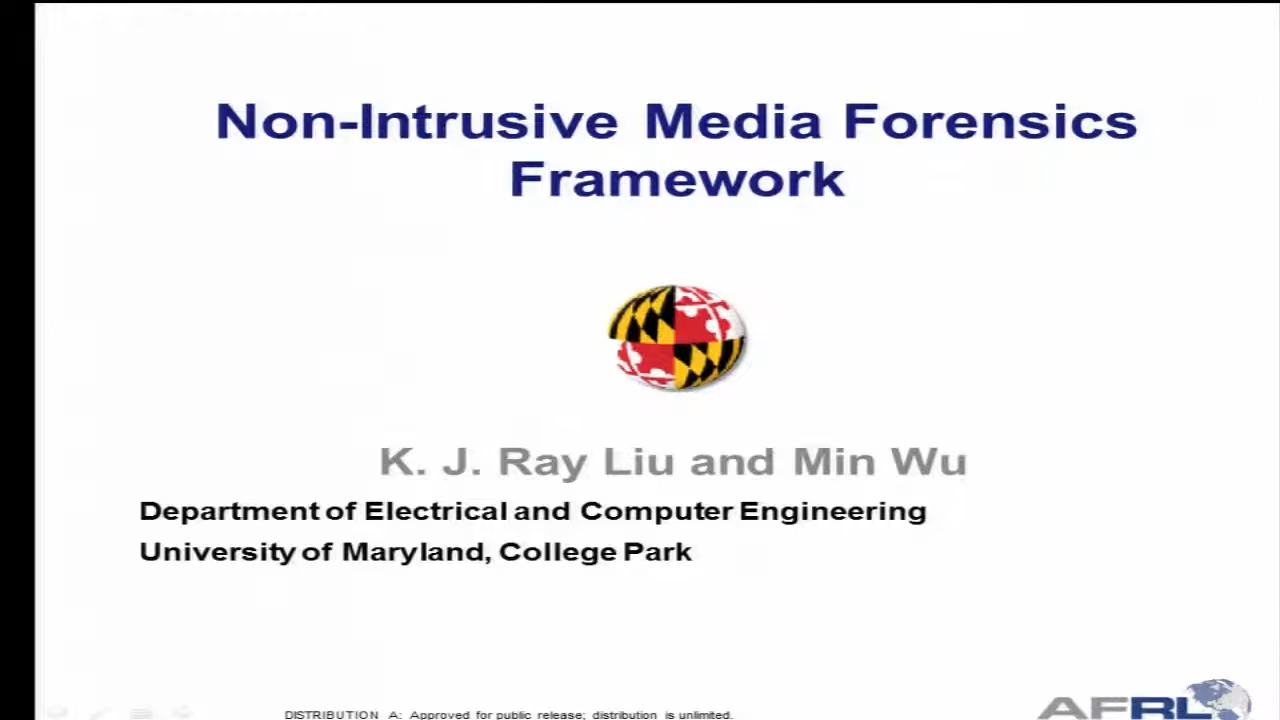 Non-Intrusive Media Forensics
Framework
K. J. Ray Liu and Min Wu
Department of Electrical and Computer Engineering
University of Maryland, College Park
DISTRIBUTION A: Approved for public release; distribution is unlimited.
AFRL